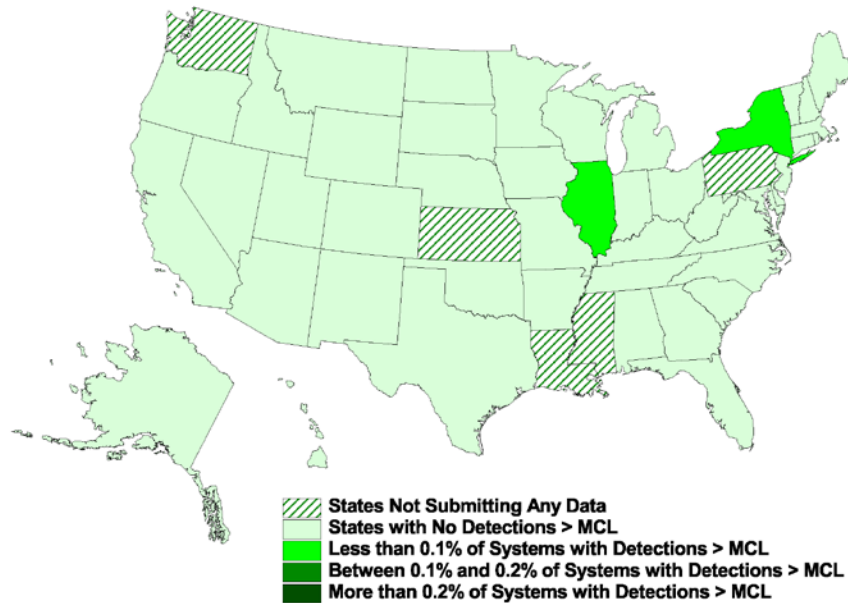 States Not Submitting Any Data
States with No Detections > MCL
Less than 0.1% of Systems with Detections > MCL
Between 0.1% and 0.2% of Systems with Detections > MCL
More than 0.2% of Systems with Detections > MCL